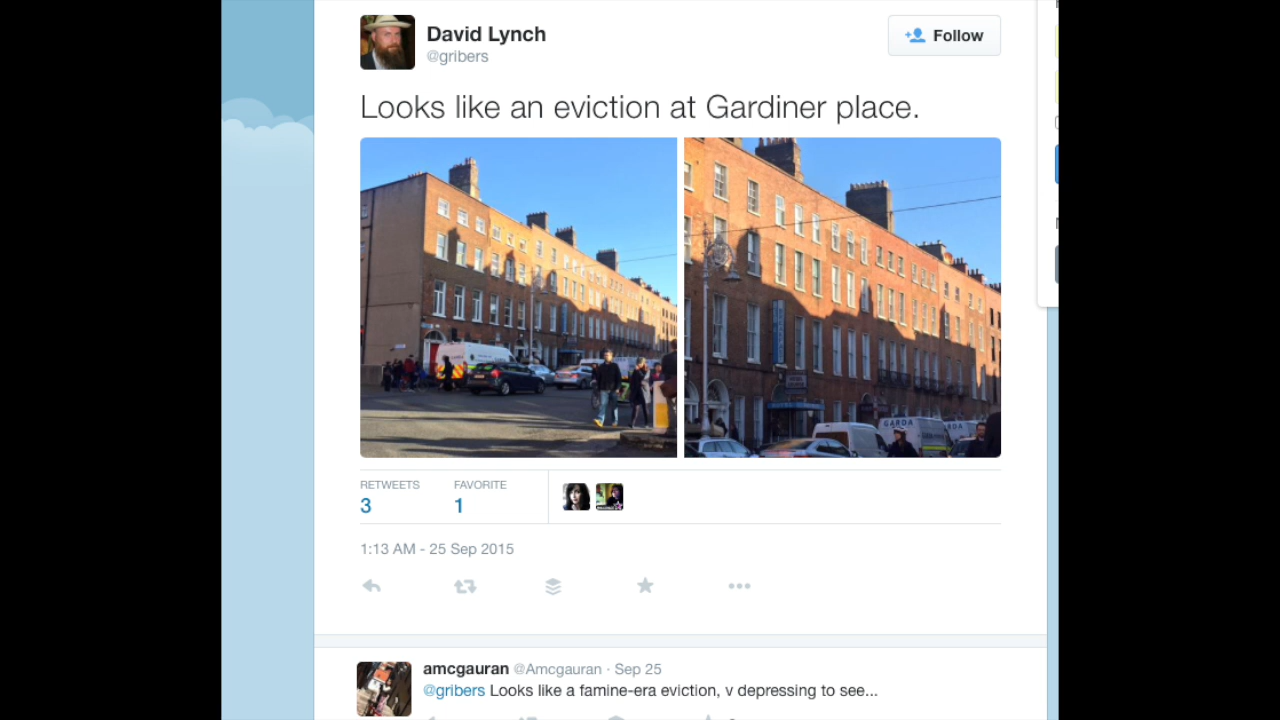 David Lynch
@gribers
Follow
Looks like an eviction at Gardiner place.
GARDA
RETWEETS
FAVORITE
3
1
1:13 AM - 25 Sep 2015
amcgauran @Amcgauran · Sep 25
@gribers Looks like a famine-era eviction, v depressing to see...